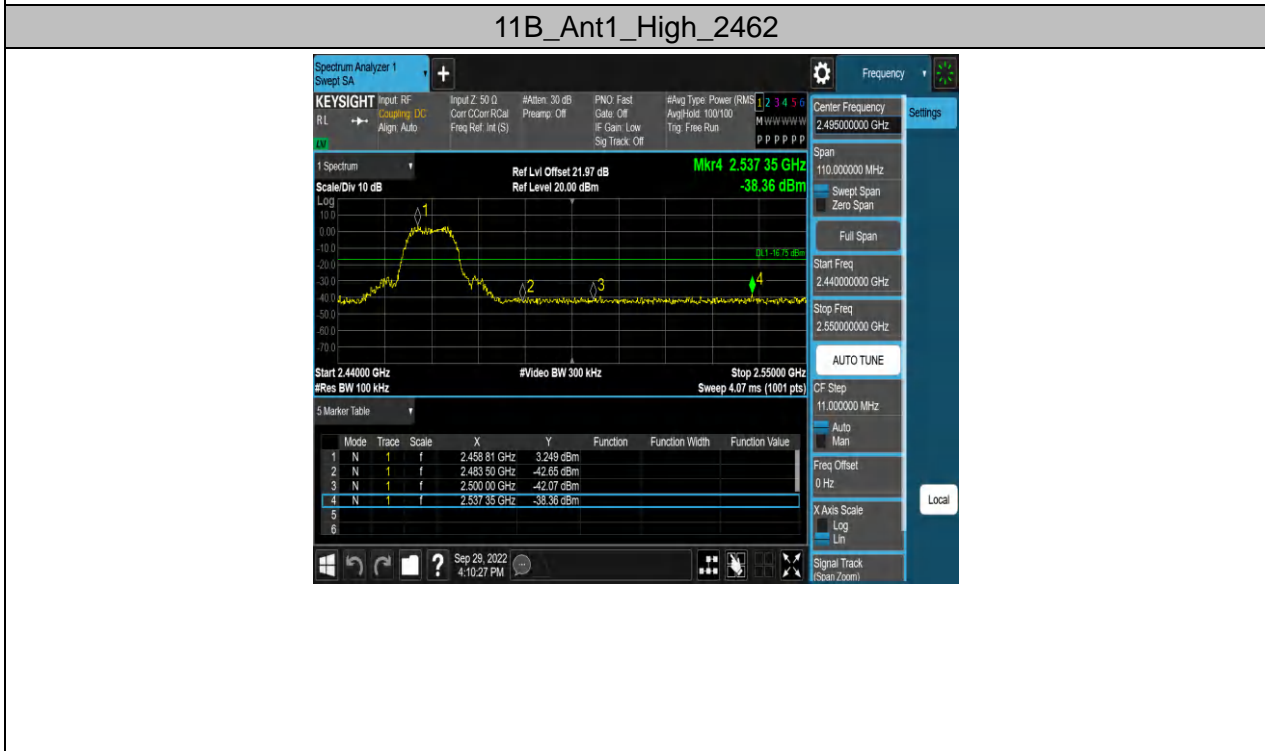 11B_Ant1_High_2462
Spectrum Analyzer 1
Swept SA
+
Frequency
KEYSIGHT
RL
LM
Input: RF
Coupling: DC
Align: Auto
Input Z: 50 Ω
Corr CCorr RCal
Freq Ref: Int (S)
#Atten: 30 dB
Preamp: Off
PNO: Fast
Gate: Off
IF Gain: Low
Sig Track: Off
#Avg Type: Power (RMS
Avg|Hold: 100/100
Trig: Free Run
1 2 3 4 5 6
M W W W W W
P P P P P P
1 Spectrum
Scale/Div 10 dB
Ref Lvl Offset 21.97 dB
Ref Level 20.00 dBm
Mkr4 2.537 35 GHz
-38.36 dBm
Log
10.0
0.00
-10.0
-20.0
-30.0
-40.0
-50.0
-60.0
-70.0
1
2
3
4
DL1 -16.75 dBm
Start 2.44000 GHz
#Video BW 300 kHz
Stop 2.55000 GHz
#Res BW 100 kHz
Sweep 4.07 ms (1001 pts)
5 Marker Table
Mode Trace Scale X Y Function Function Width Function Value
1 N 1 f 2.458 81 GHz 3.249 dBm
2 N 1 f 2.483 50 GHz -42.65 dBm
3 N 1 f 2.500 00 GHz -42.07 dBm
4 N 1 f 2.537 35 GHz -38.36 dBm
5
6
?
Sep 29, 2022
4:10:27 PM
Center Frequency
2.495000000 GHz
Settings
Span
110.000000 MHz
Swept Span
Zero Span
Full Span
Start Freq
2.440000000 GHz
Stop Freq
2.550000000 GHz
AUTO TUNE
CF Step
11.000000 MHz
Auto
Man
Freq Offset
0 Hz
X Axis Scale
Log
Lin
Local
Signal Track
(Span Zoom)